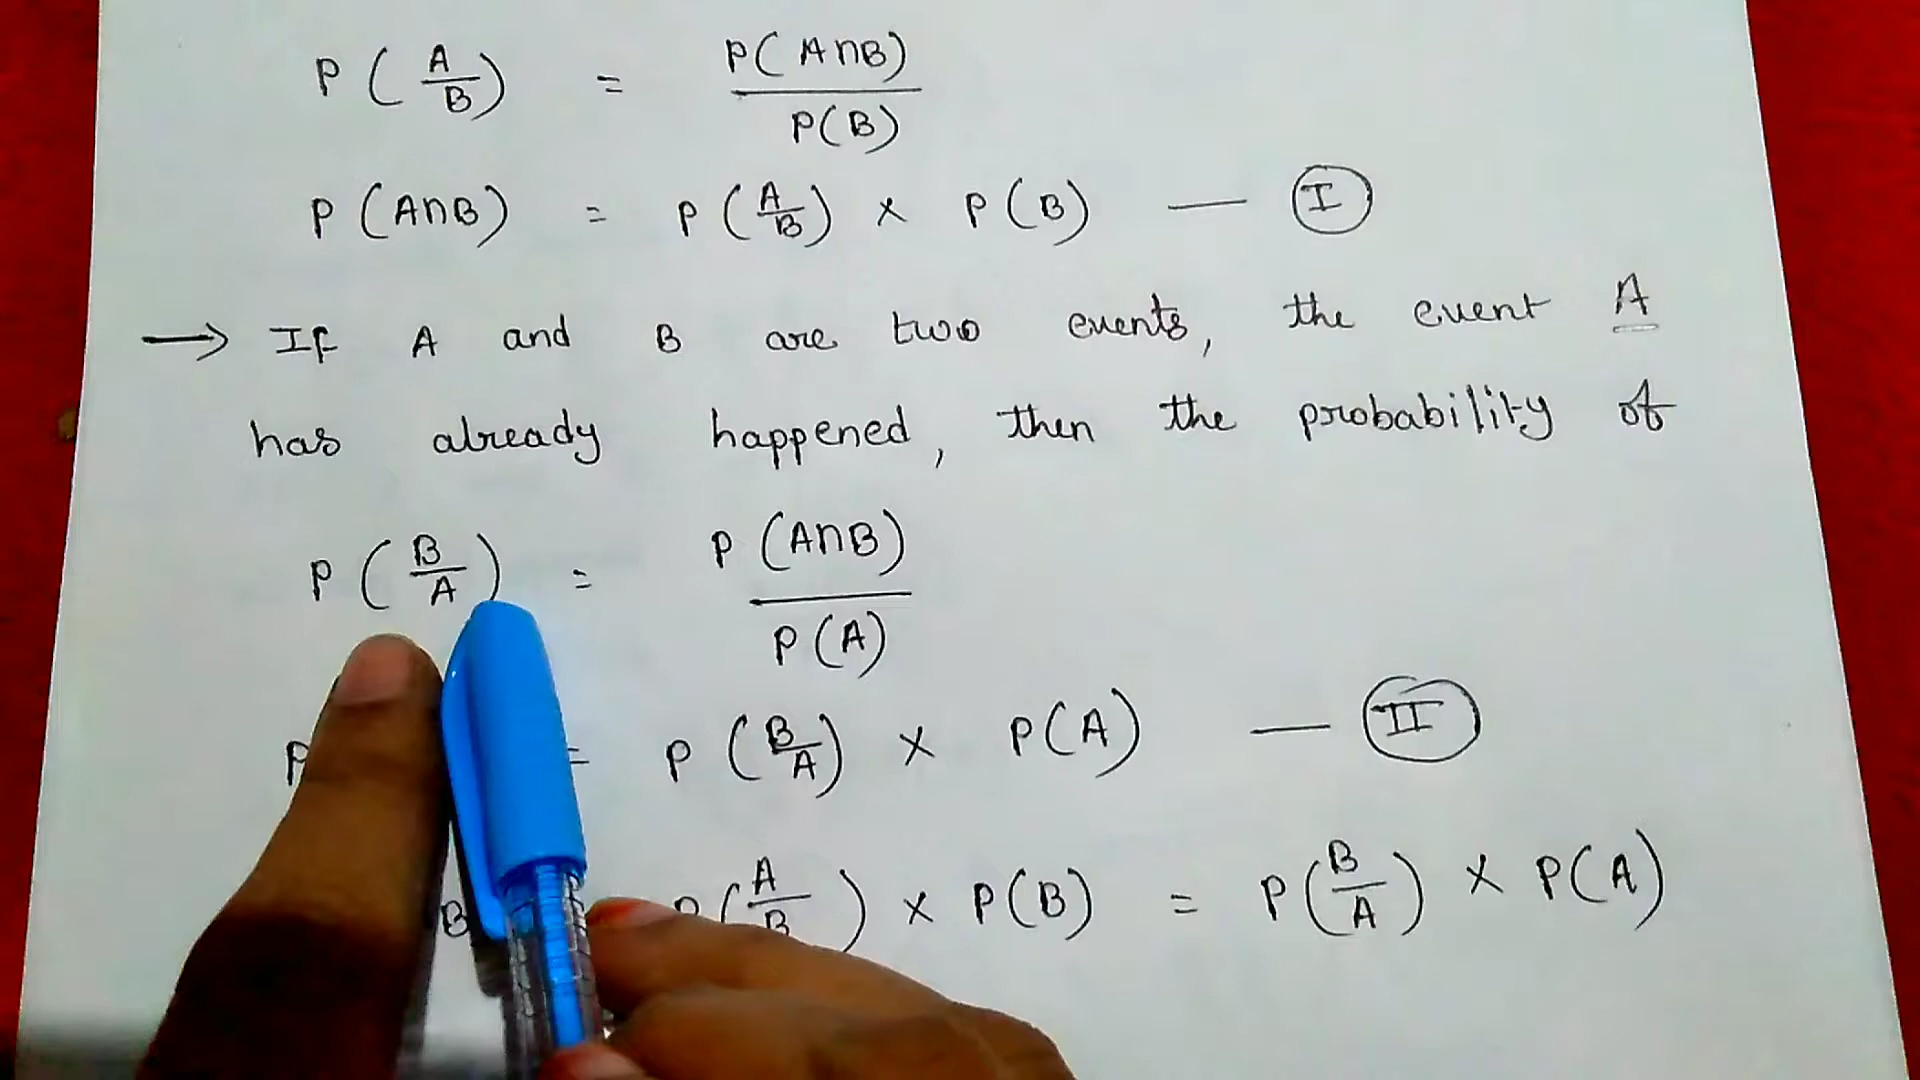 P(A/B) = P(A∩B)/P(B)
P(A∩B) = P(A/B) × P(B) — I
→ If A and B are two events, the event A
has already happened, then the probability of
P(B/A) = P(A∩B)/P(A)
P = P(B/A) × P(A) — II
B P(A/B) × P(B) = P(B/A) × P(A)